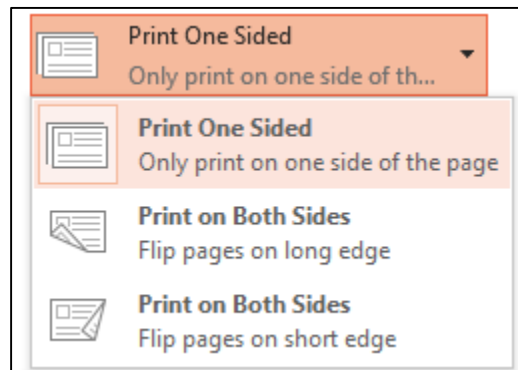 Print One Sided
Only print on one side of th...
Print One Sided
Only print on one side of the page
Print on Both Sides
Flip pages on long edge
Print on Both Sides
Flip pages on short edge